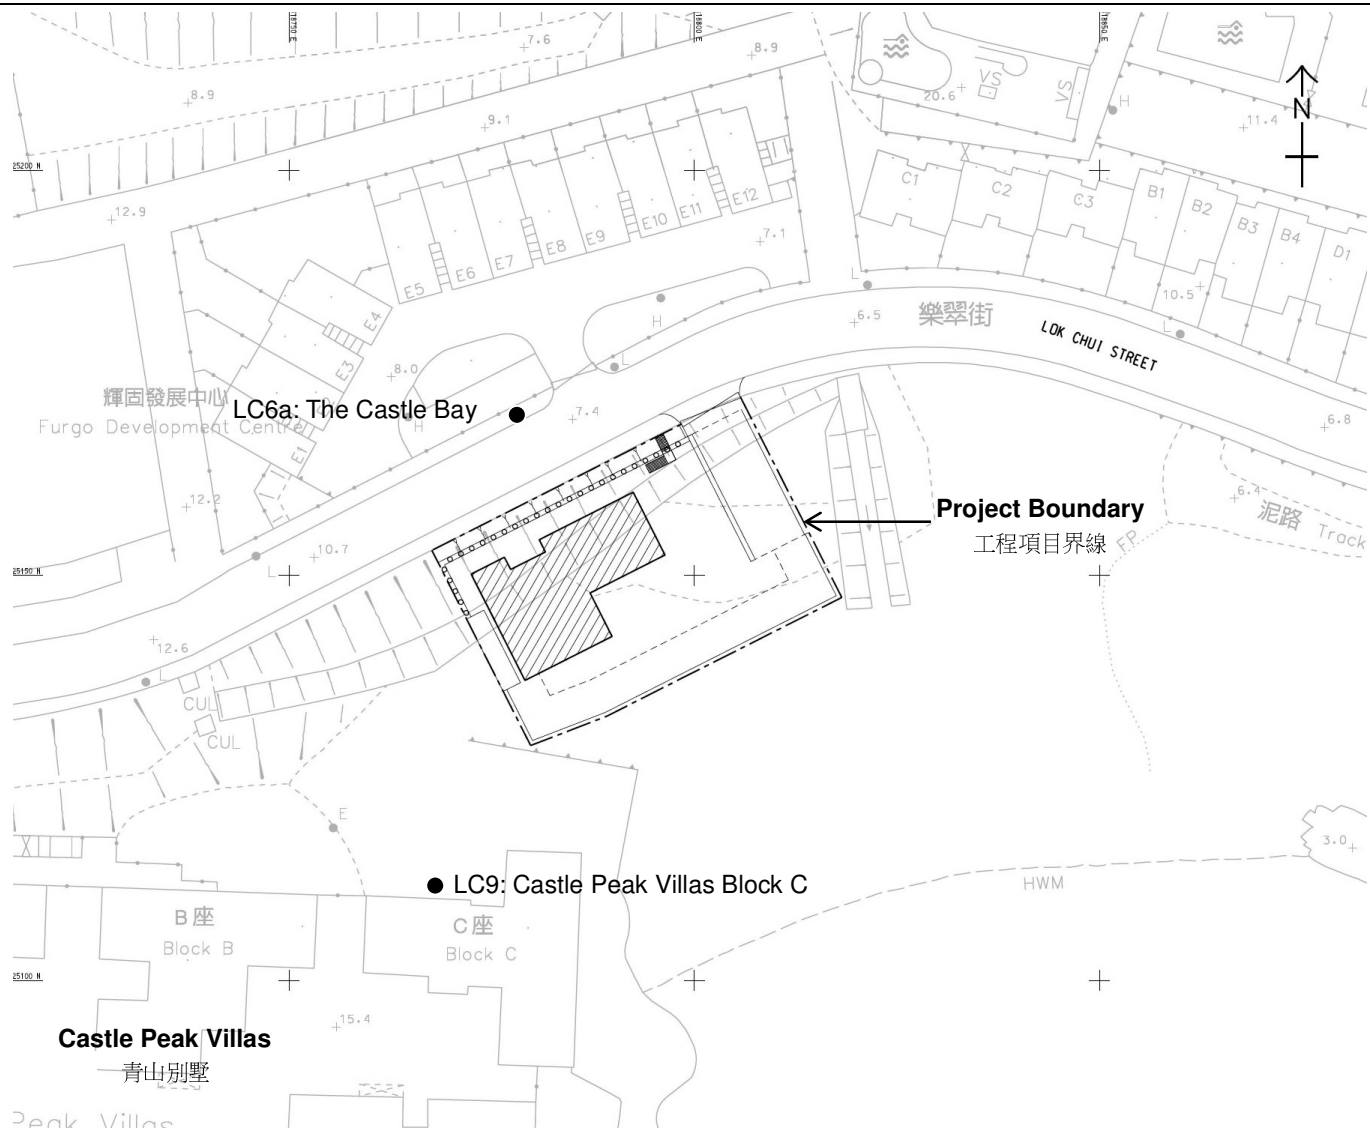 18750 E
18800 E
18850 E
7.6
8.9
8.9
9.1
20.6
VS
VS
H
N
11.4
25200 N
12.9
C1
C2
C3
B1
B2
B3
B4
D1
E5
E6
E7
E8
E9
E10
E11
E12
7.1
L
10.5
L
H
6.5
樂翠街
LOK CHUI STREET
E4
E3
E1
8.0
L
輝固發展中心
Furgo Development Centre
LC6a: The Castle Bay
H
7.4
6.8
12.2
6.4
泥路 Track
Project Boundary
工程項目界線
FP
10.7
L
25150 N
12.6
L
CUL
CUL
E
3.0
HWM
LC9: Castle Peak Villas Block C
B座
Block B
C座
Block C
25100 N
15.4
Castle Peak Villas
青山別墅
Peak Villas